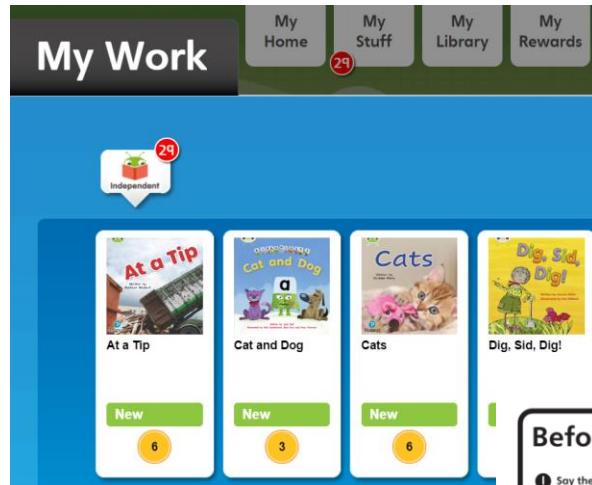 My Work
My
Home
My
Stuff
29
My
Library
My
Rewards
29
Independent
At a Tip
Cat and Dog
a
Cats
Dig, Sid,
Dig!
At a Tip
Cat and Dog
Cats
Dig, Sid, Dig!
New
New
New
6
3
6
Befo
Say the